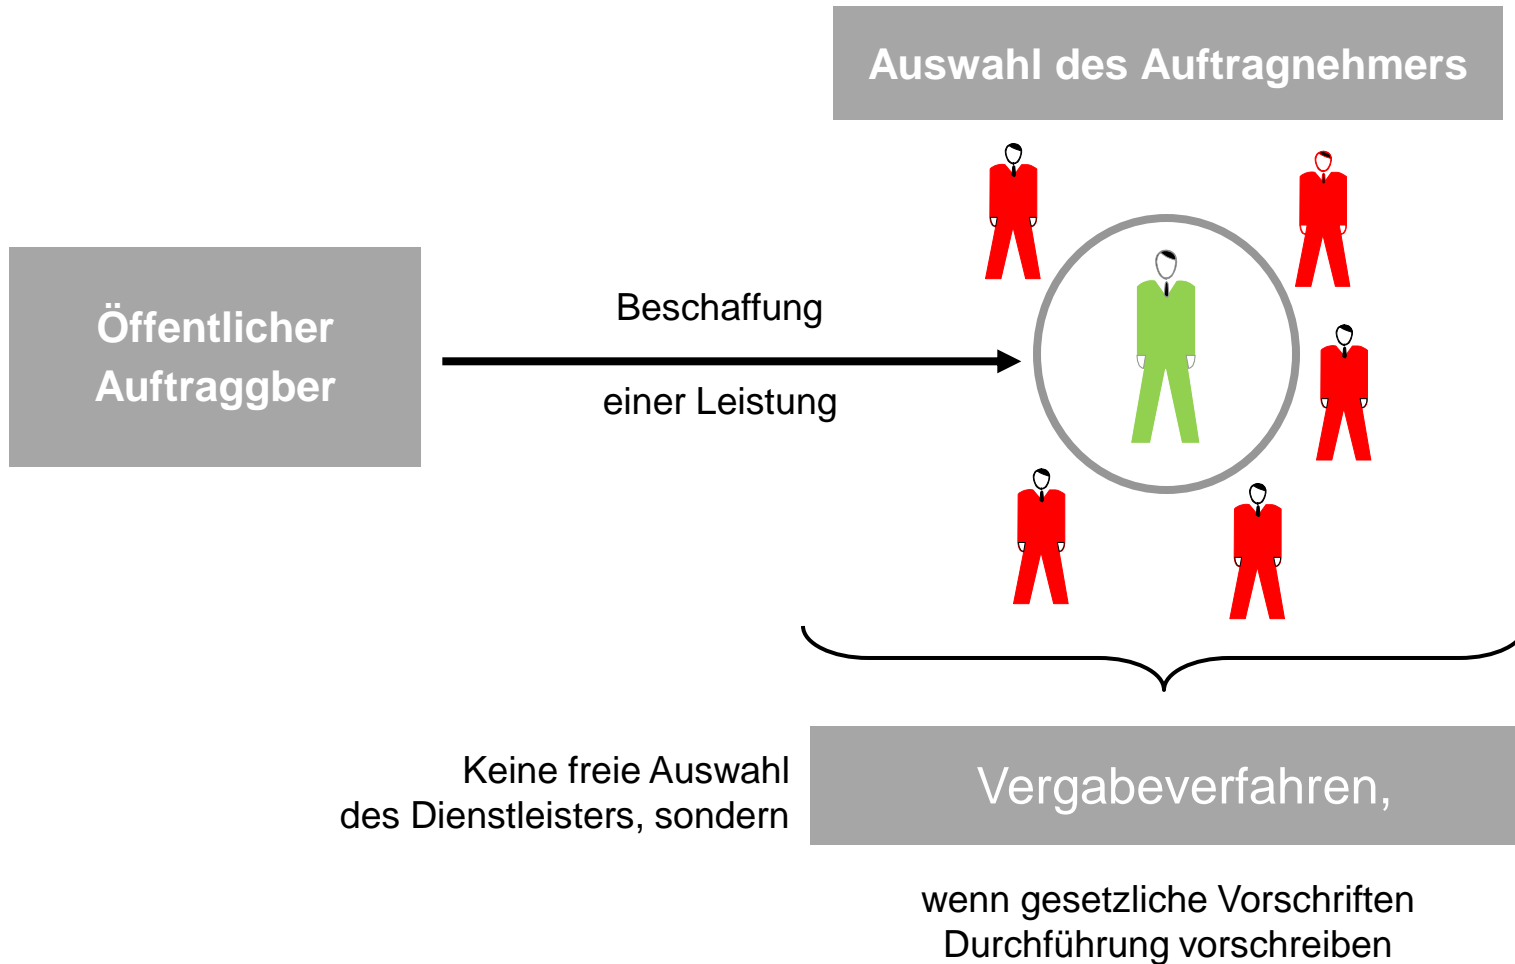 Auswahl des Auftragnehmers
Öffentlicher
Auftraggber
Beschaffung
einer Leistung
Keine freie Auswahl
des Dienstleisters, sondern
Vergabeverfahren,
wenn gesetzliche Vorschriften
Durchführung vorschreiben